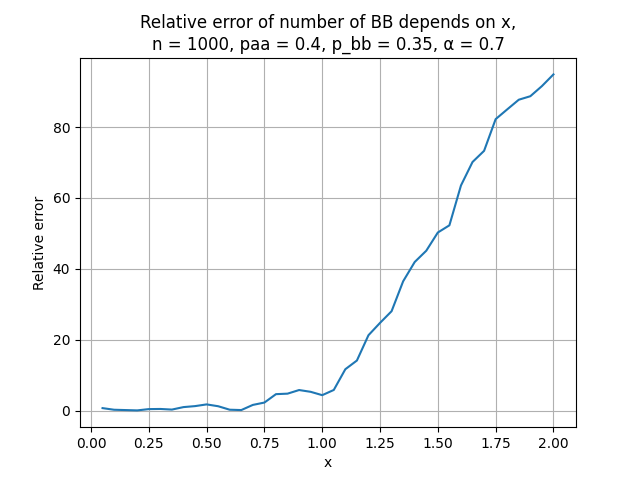 Relative error of number of BB depends on x,
n = 1000, paa = 0.4, p_bb = 0.35, α = 0.7
80
60
40
20
0
Relative error
0.00 0.25 0.50 0.75 1.00 1.25 1.50 1.75 2.00
x